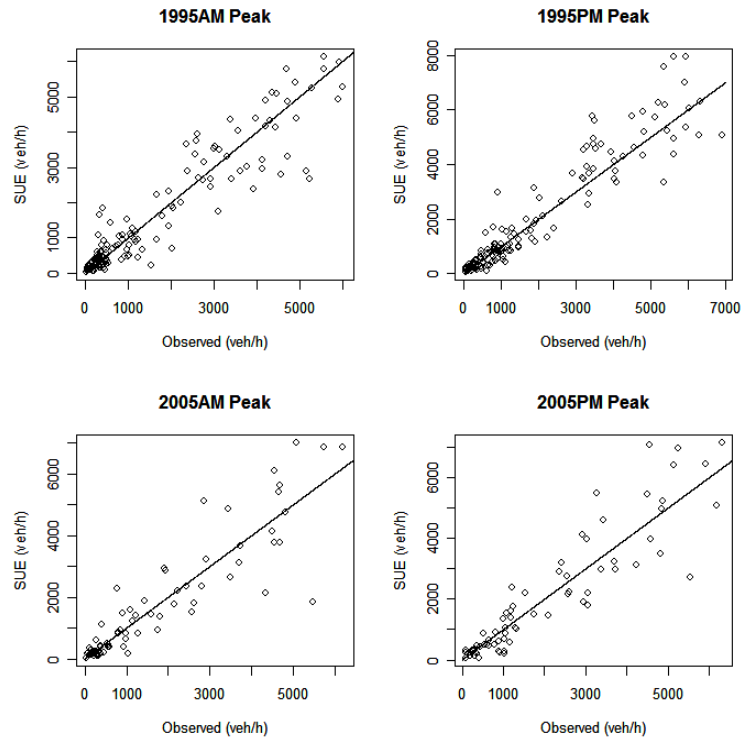 1995AM Peak
SUE (veh/h)
0 1000 3000 5000
0 1000 3000 5000
Observed (veh/h)
1995PM Peak
SUE (veh/h)
0 2000 4000 6000 8000
0 1000 3000 5000 7000
Observed (veh/h)
2005AM Peak
SUE (veh/h)
0 2000 4000 6000
0 1000 3000 5000
Observed (veh/h)
2005PM Peak
SUE (veh/h)
0 2000 4000 6000
0 1000 3000 5000
Observed (veh/h)